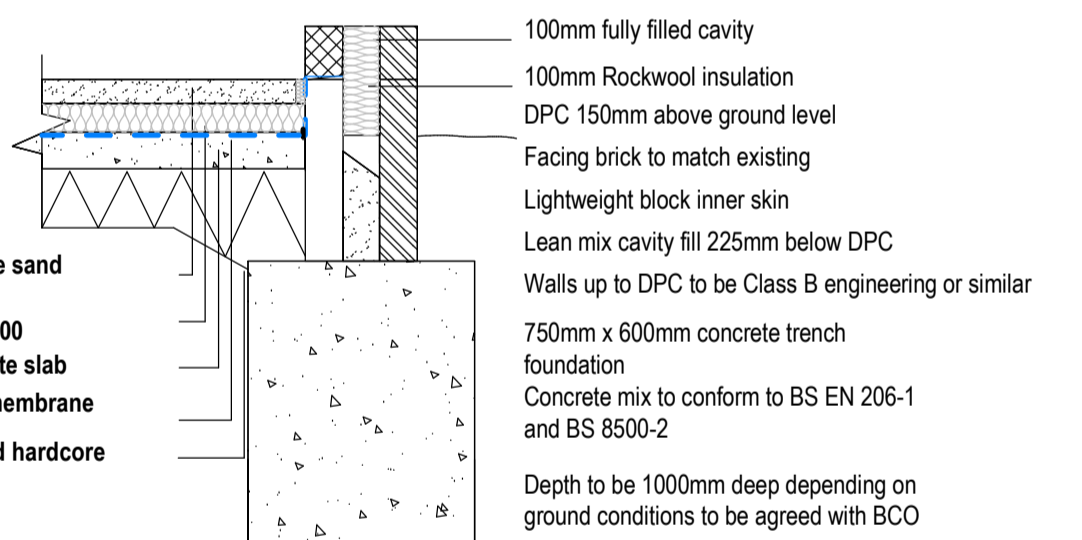 100mm fully filled cavity
100mm Rockwool insulation
DPC 150mm above ground level
Facing brick to match existing
Lightweight block inner skin
Lean mix cavity fill 225mm below DPC
Walls up to DPC to be Class B engineering or similar
750mm x 600mm concrete trench
foundation
Concrete mix to conform to BS EN 206-1
and BS 8500-2
Depth to be 1000mm deep depending on
ground conditions to be agreed with BCO
sand
00
slab
hardcore